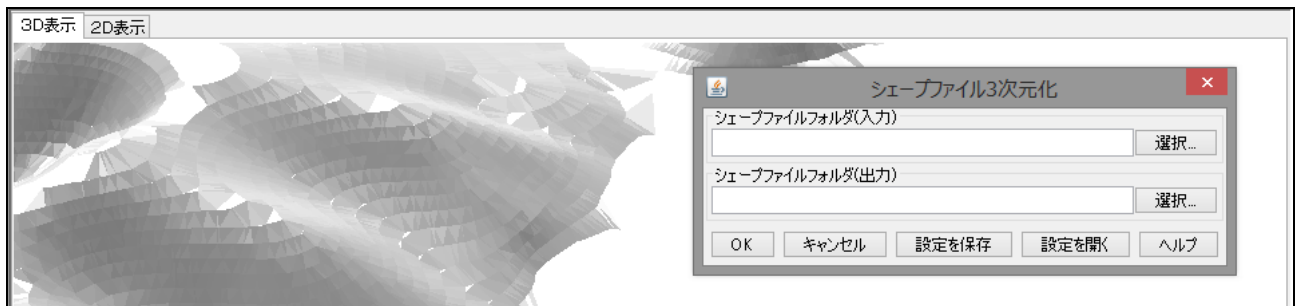 3D表示 2D表示
シェープファイル3次元化
シェープファイルフォルダ(入力)
選択...
シェープファイルフォルダ(出力)
選択...
OK キャンセル 設定を保存 設定を開く ヘルプ